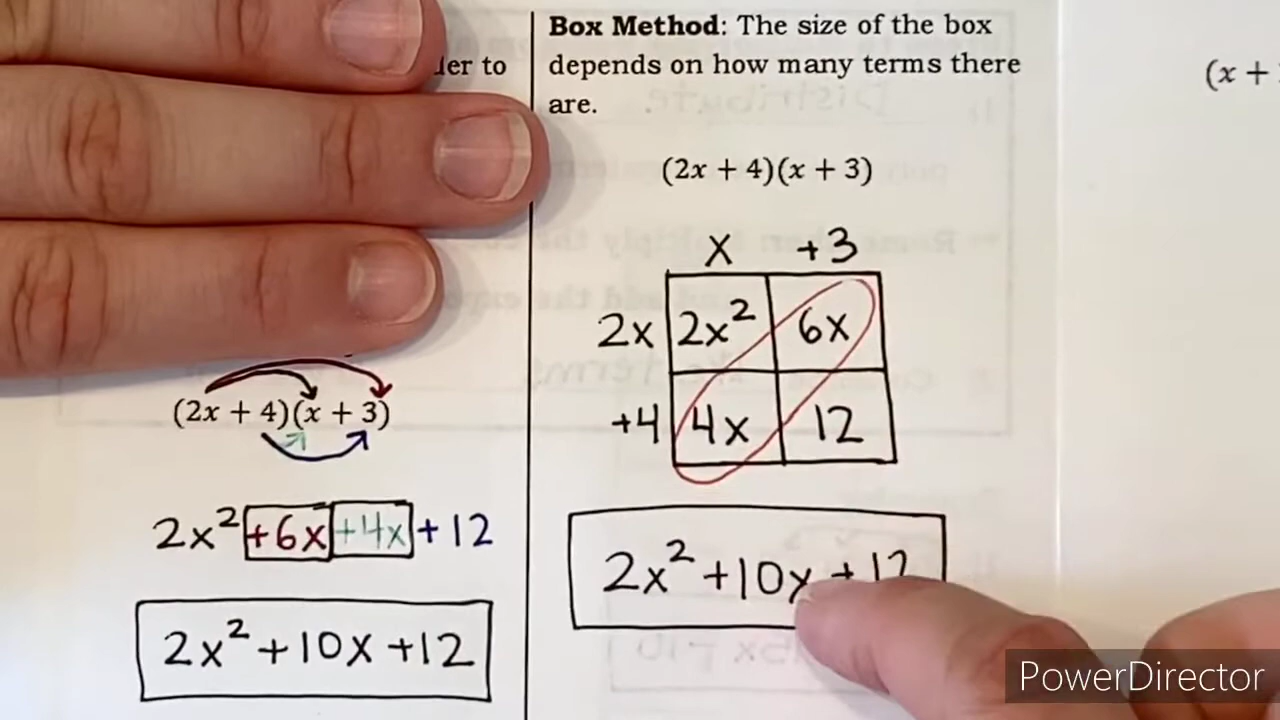 der to
(2x + 4)(x + 3)
2x² +6x +4x +12
2x² +10x +12
Box Method: The size of the box
depends on how many terms there
are.
(2x + 4)(x + 3)
x +3
2x 2x² 6x
+4 4x 12
2x² +10x +12
(x +
PowerDirector